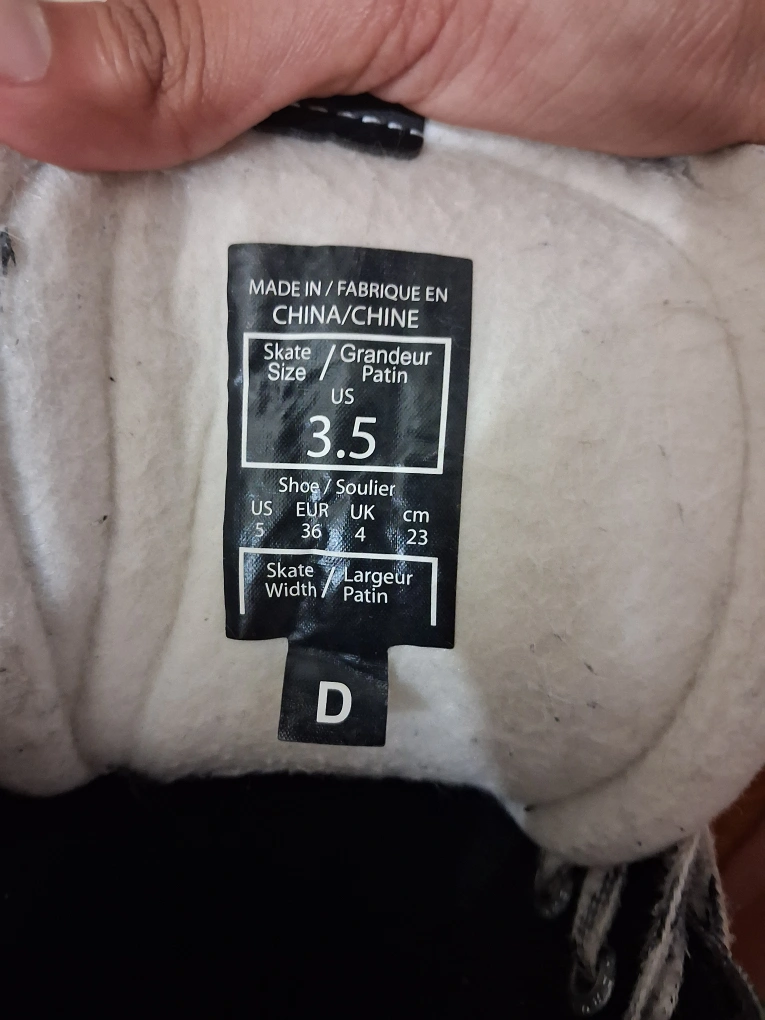 MADE IN / FABRIQUE EN
CHINA/CHINE
Skate Size / Grandeur Patin
US
3.5
Shoe / Soulier
US EUR UK cm
5 36 4 23
Skate Width / Largeur Patin
D